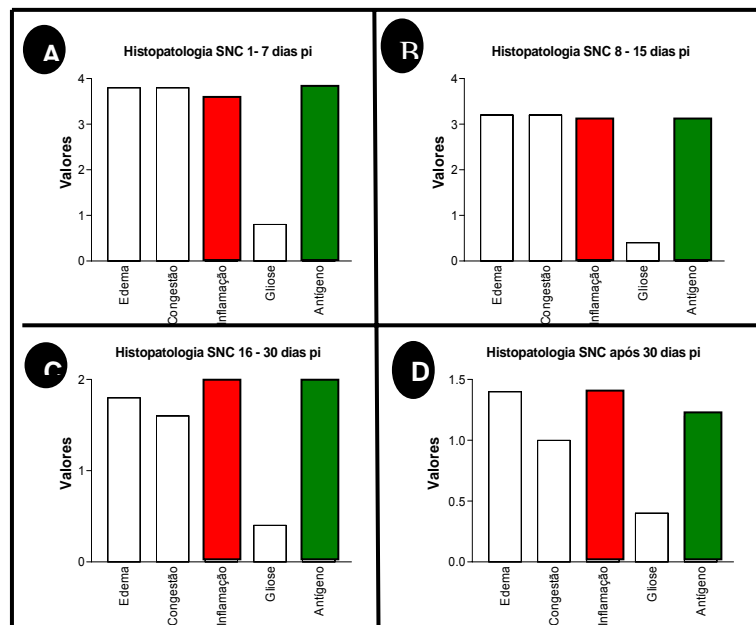 A
Histopatologia SNC 1- 7 dias pi
Valores
4
3
2
1
0
Edema
Congestão
Inflamação
Gliose
Antígeno
B
Histopatologia SNC 8 - 15 dias pi
Valores
4
3
2
1
0
Edema
Congestão
Inflamação
Gliose
Antígeno
C
Histopatologia SNC 16 - 30 dias pi
Valores
2
1
0
Edema
Congestão
Inflamação
Gliose
Antígeno
D
Histopatologia SNC após 30 dias pi
Valores
1.5
1.0
0.5
0.0
Edema
Congestão
Inflamação
Gliose
Antígeno